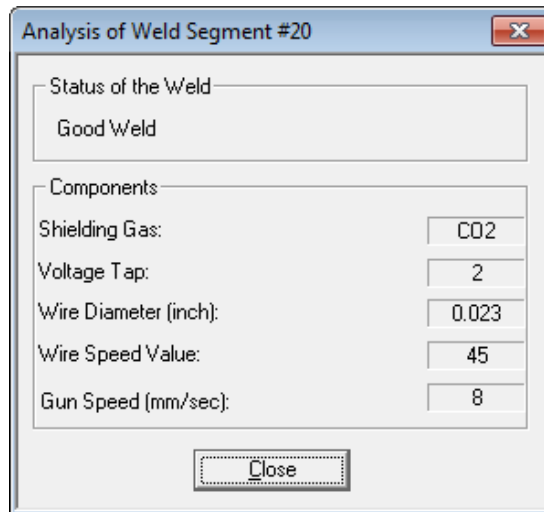 Analysis of Weld Segment #20
Status of the Weld
Good Weld
Components
Shielding Gas: CO2
Voltage Tap: 2
Wire Diameter (inch): 0.023
Wire Speed Value: 45
Gun Speed (mm/sec): 8
Close